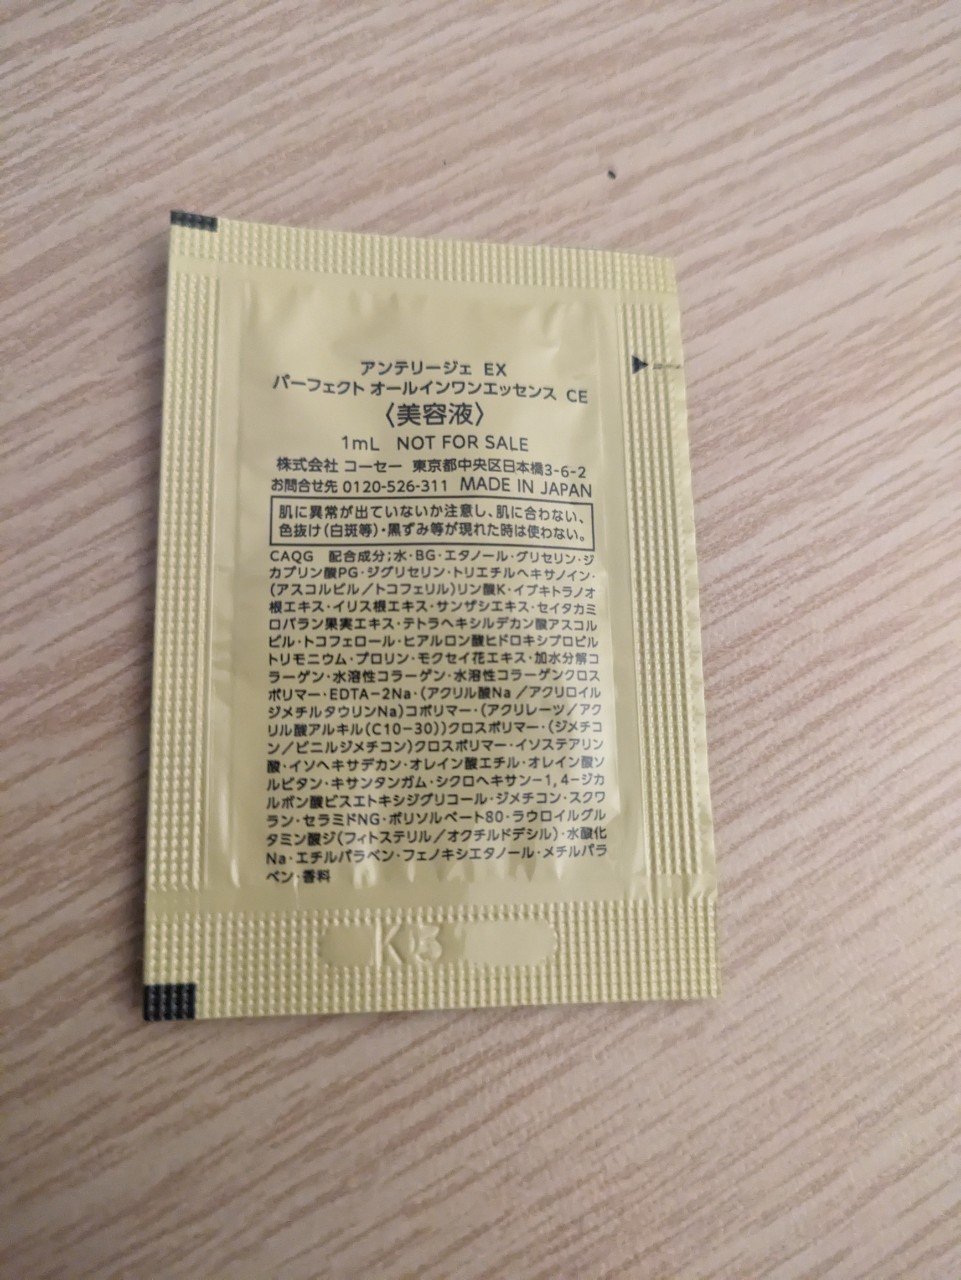 アンテリージェ EX
パーフェクト オールインワンエッセンス CE
〈美容液〉
1mL NOT FOR SALE
株式会社 コーセー 東京都中央区日本橋3-6-2
お問合せ先 0120-526-311 MADE IN JAPAN
肌に異常が出ていないか注意し、肌に合わない、
色抜け(白斑等)・黒ずみ等が現れた時は使わない。
CAQG 配合成分;水・BG・エタノール・グリセリン・ジ
カプリン酸PG・ジグリセリン・トリエチルヘキサノイン・
(アスコルビル/トコフェリル)リン酸K・イブキトラノオ
根エキス・イリス根エキス・サンザシエキス・セイタカミ
ロバラン果実エキス・テトラヘキシルデカン酸アスコル
ビル・トコフェロール・ヒアルロン酸ヒドロキシプロピル
トリモニウム・プロリン・モクセイ花エキス・加水分解コ
ラーゲン・水溶性コラーゲン・水溶性コラーゲンクロス
ポリマー・EDTA-2Na・(アクリル酸Na/アクリロイル
ジメチルタウリンNa)コポリマー・(アクリレーツ/アク
リル酸アルキル(C10-30))クロスポリマー・(ジメチコ
ン/ビニルジメチコン)クロスポリマー・イソステアリン
酸・イソヘキサデカン・オレイン酸エチル・オレイン酸ソ
ルビタン・キサンタンガム・シクロヘキサン-1,4-ジカ
ルボン酸ビスエトキシジグリコール・ジメチコン・スクワ
ラン・セラミドNG・ポリソルベート80・ラウロイルグル
タミン酸ジ(フィトステリル/オクチルドデシル)・水酸化
Na・エチルパラベン・フェノキシエタノール・メチルパラ
ベン・香料